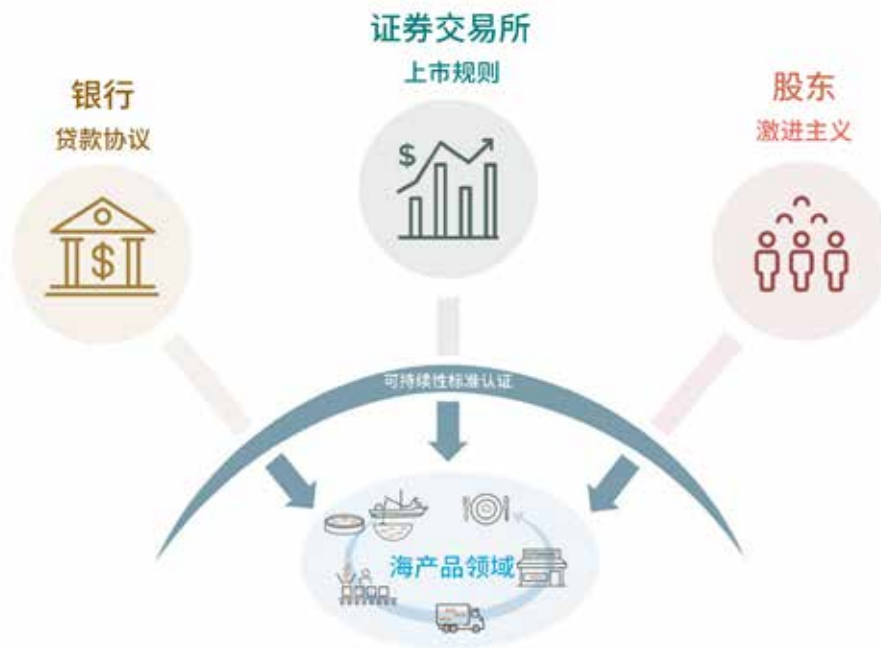 证券交易所
上市规则
银行
贷款协议
股东
激进主义
$
$
可持续性标准认证
海产品领域